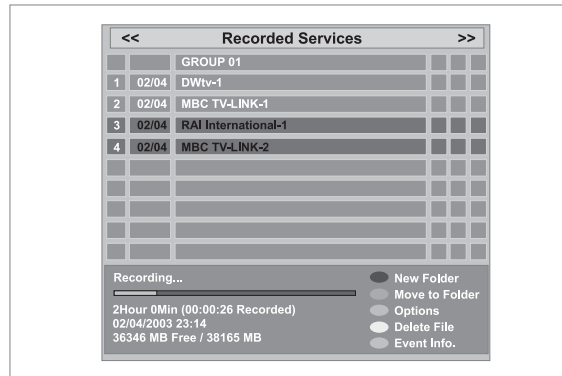 << Recorded Services >>
GROUP 01
1 02/04 DWtv-1
2 02/04 MBC TV-LINK-1
3 02/04 RAI International-1
4 02/04 MBC TV-LINK-2
Recording...
2Hour 0Min (00:00:26 Recorded)
02/04/2003 23:14
36346 MB Free / 38165 MB
New Folder
Move to Folder
Options
Delete File
Event Info.